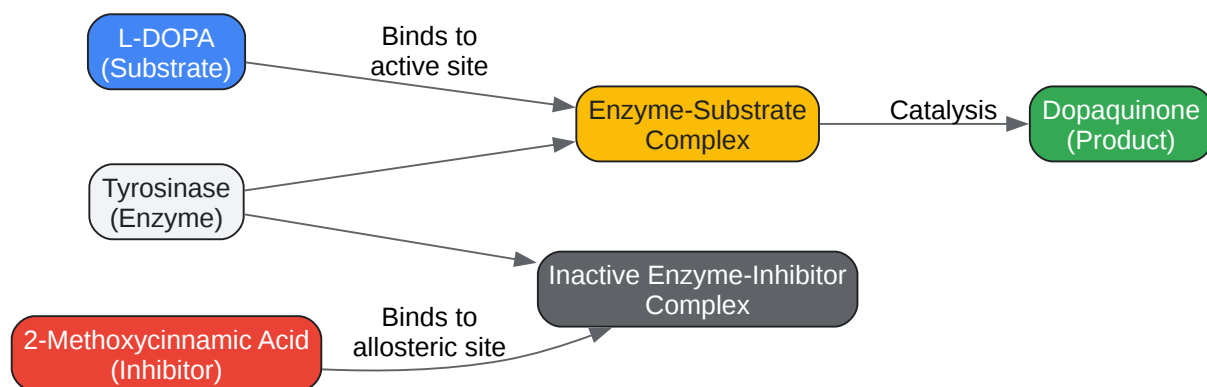 L-DOPA
(Substrate)
Binds to
active site
Enzyme-Substrate
Complex
Catalysis
Dopaquinone
(Product)
Tyrosinase
(Enzyme)
Inactive Enzyme-Inhibitor
Complex
2-Methoxycinnamic Acid
(Inhibitor)
Binds to
allosteric site